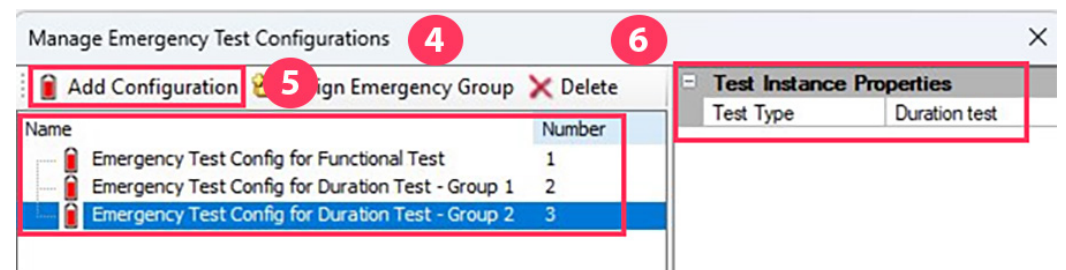 Manage Emergency Test Configurations 4 6
Add Configuration 5 ign Emergency Group Delete
Test Instance Properties
Test Type Duration test
Name Number
Emergency Test Config for Functional Test 1
Emergency Test Config for Duration Test - Group 1 2
Emergency Test Config for Duration Test - Group 2 3